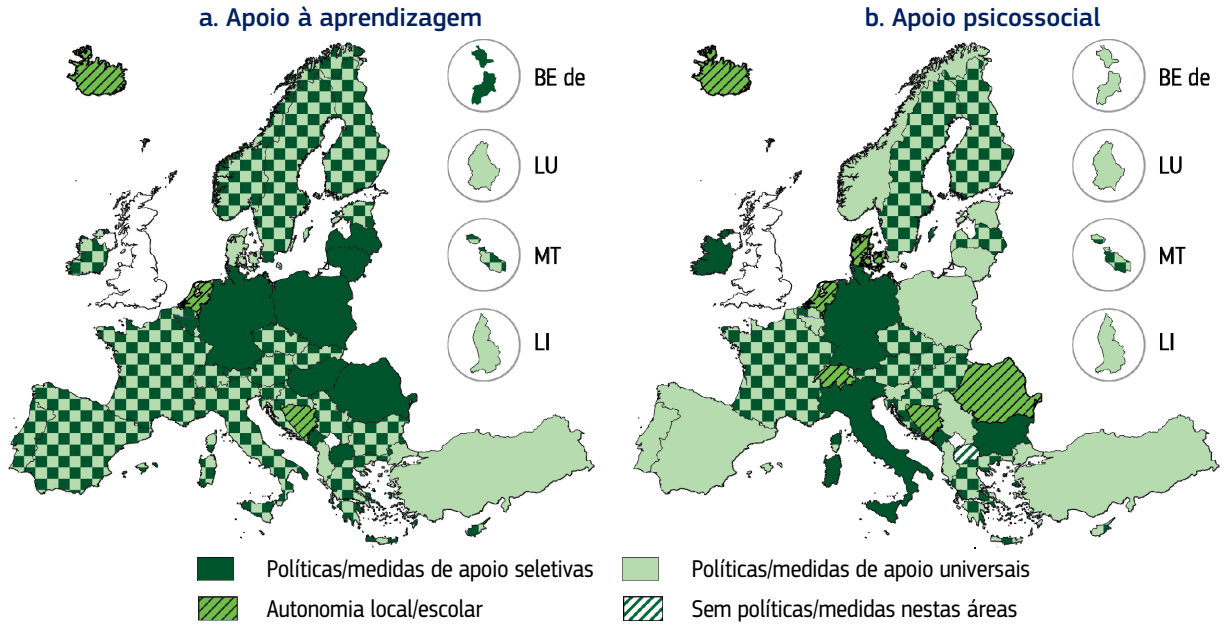 a. Apoio à aprendizagem
BE de
LU
MT
LI
b. Apoio psicossocial
BE de
LU
MT
LI
Políticas/medidas de apoio seletivas
Políticas/medidas de apoio universais
Autonomia local/escolar
Sem políticas/medidas nestas áreas